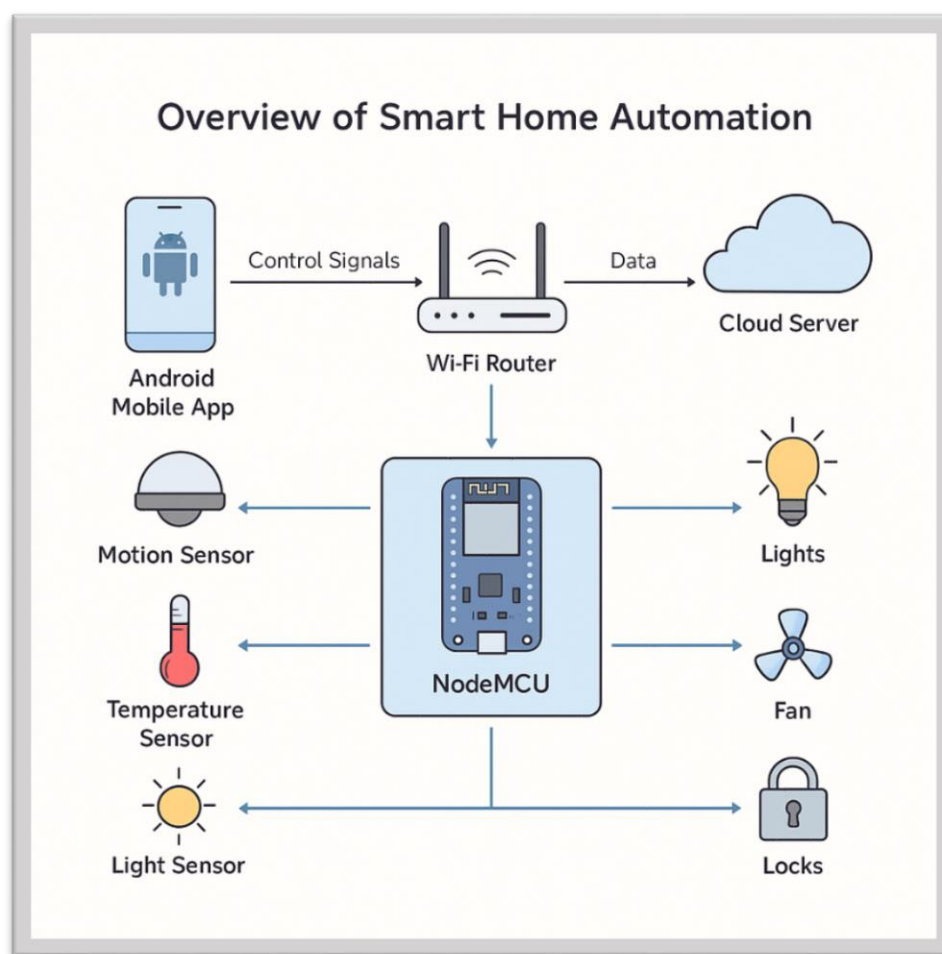 Overview of Smart Home Automation
Control Signals
Data
Android
Mobile App
Wi-Fi Router
Cloud Server
Motion Sensor
Lights
NodeMCU
Temperature
Sensor
Fan
Light Sensor
Locks